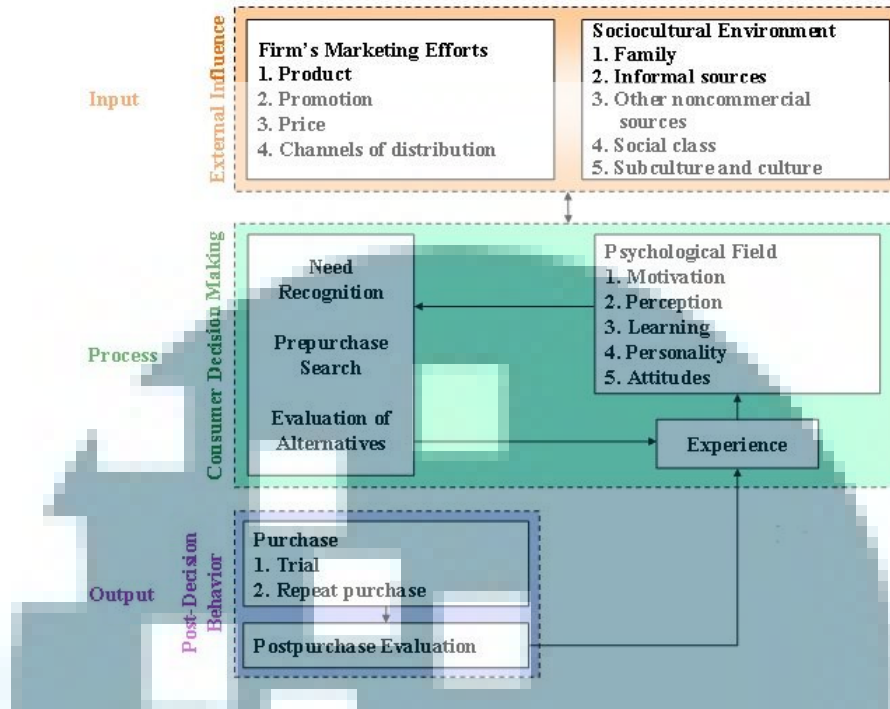 Input
External Influence
Firm's Marketing Efforts
1. Product
2. Promotion
3. Price
4. Channels of distribution
Sociocultural Environment
1. Family
2. Informal sources
3. Other noncommercial
sources
4. Social class
5. Subculture and culture
Process
Consumer Decision Making
Need
Recognition
Prepurchase
Search
Evaluation of
Alternatives
Psychological Field
1. Motivation
2. Perception
3. Learning
4. Personality
5. Attitudes
Experience
Output
Post-Decision
Behavior
Purchase
1. Trial
2. Repeat purchase
Postpurchase Evaluation